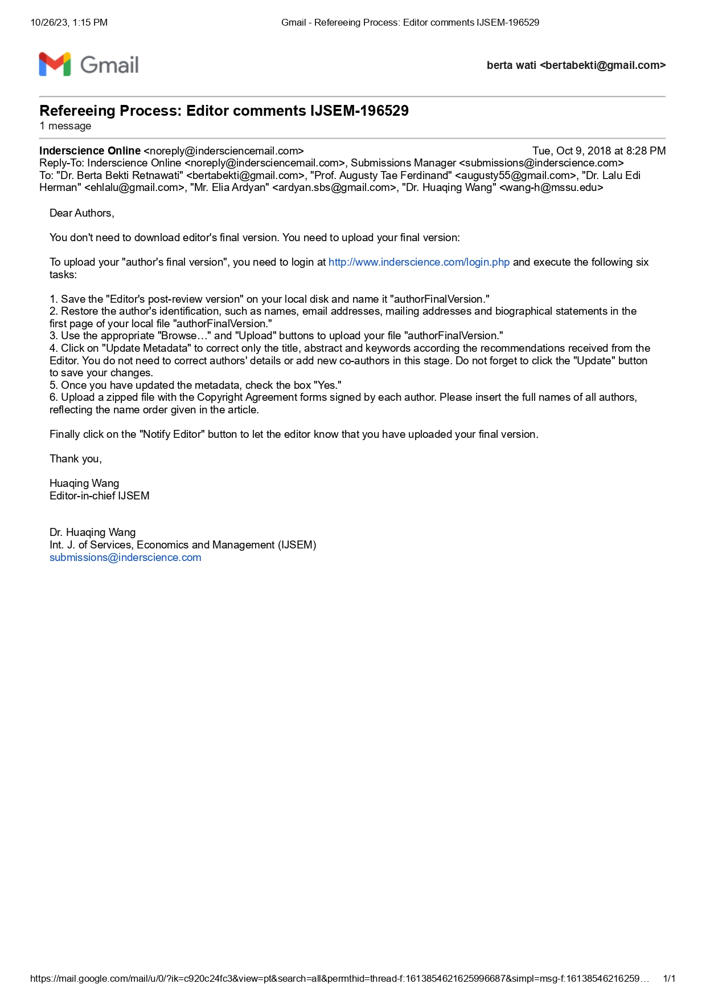 10/26/23, 1:15 PM
Gmail - Refereeing Process: Editor comments IJSEM-196529
Gmail
berta wati <bertabekti@gmail.com>
Refereeing Process: Editor comments IJSEM-196529
1 message
Inderscience Online <noreply@indersciencemail.com>
Tue, Oct 9, 2018 at 8:28 PM
Reply-To: Inderscience Online <noreply@indersciencemail.com>, Submissions Manager <submissions@inderscience.com>
To: "Dr. Berta Bekti Retnawati" <bertabekti@gmail.com>, "Prof. Augusty Tae Ferdinand" <augusty55@gmail.com>, "Dr. Lalu Edi
Herman" <ehlalu@gmail.com>, "Mr. Elia Ardyan" <ardyan.sbs@gmail.com>, "Dr. Huaqing Wang" <wang-h@mssu.edu>
Dear Authors,
You don't need to download editor's final version. You need to upload your final version:
To upload your "author's final version", you need to login at http://www.inderscience.com/login.php and execute the following six
tasks:
1. Save the "Editor's post-review version" on your local disk and name it "authorFinalVersion."
2. Restore the author's identification, such as names, email addresses, mailing addresses and biographical statements in the
first page of your local file "authorFinalVersion."
3. Use the appropriate "Browse…" and "Upload" buttons to upload your file "authorFinalVersion."
4. Click on "Update Metadata" to correct only the title, abstract and keywords according the recommendations received from the
Editor. You do not need to correct authors' details or add new co-authors in this stage. Do not forget to click the "Update" button
to save your changes.
5. Once you have updated the metadata, check the box "Yes."
6. Upload a zipped file with the Copyright Agreement forms signed by each author. Please insert the full names of all authors,
reflecting the name order given in the article.
Finally click on the "Notify Editor" button to let the editor know that you have uploaded your final version.
Thank you,
Huaqing Wang
Editor-in-chief IJSEM
Dr. Huaqing Wang
Int. J. of Services, Economics and Management (IJSEM)
submissions@inderscience.com
https://mail.google.com/mail/u/0/?ik=c920c24fc3&view=pt&search=all&permthid=thread-f:1613854621625996687&simpl=msg-f:16138546216259…
1/1